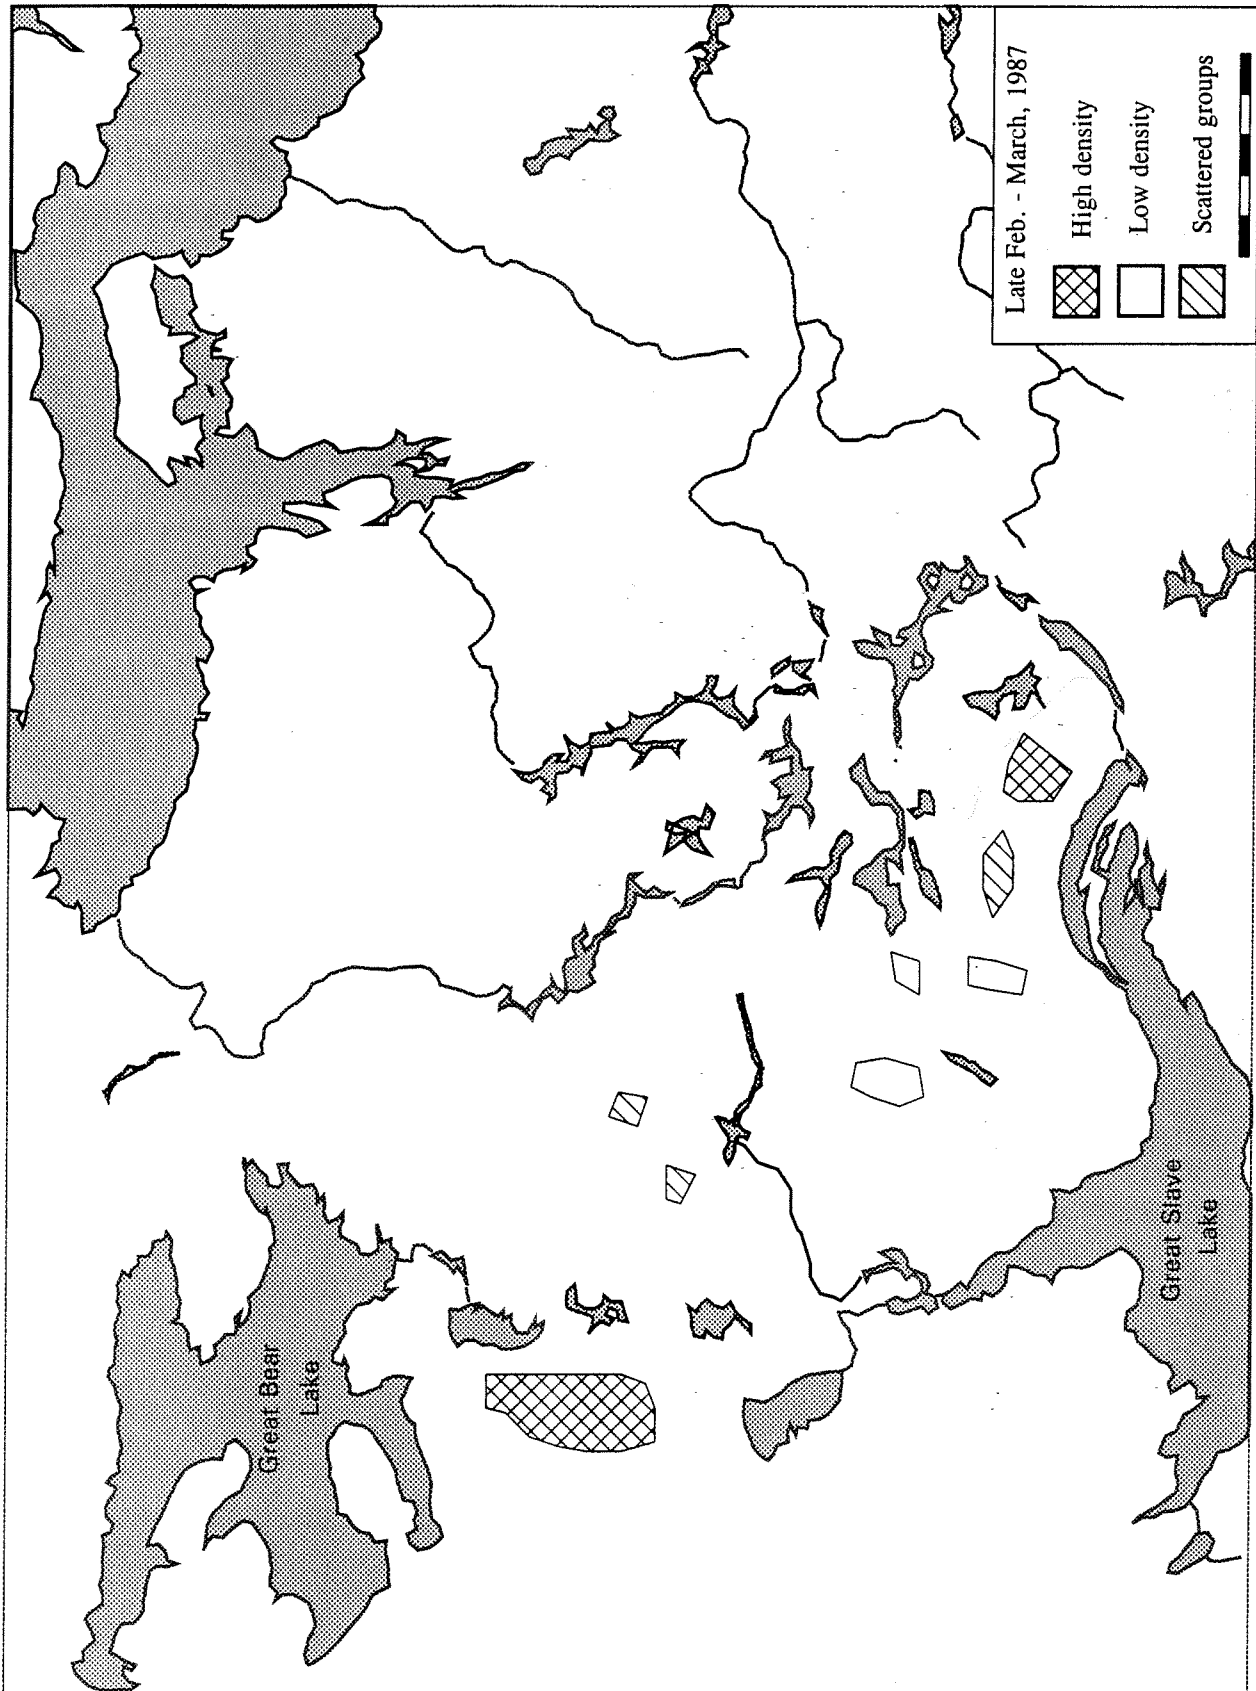 Great Bear
Lake
Great Slave
Lake
Late Feb. - March, 1987
High density
Low density
Scattered groups